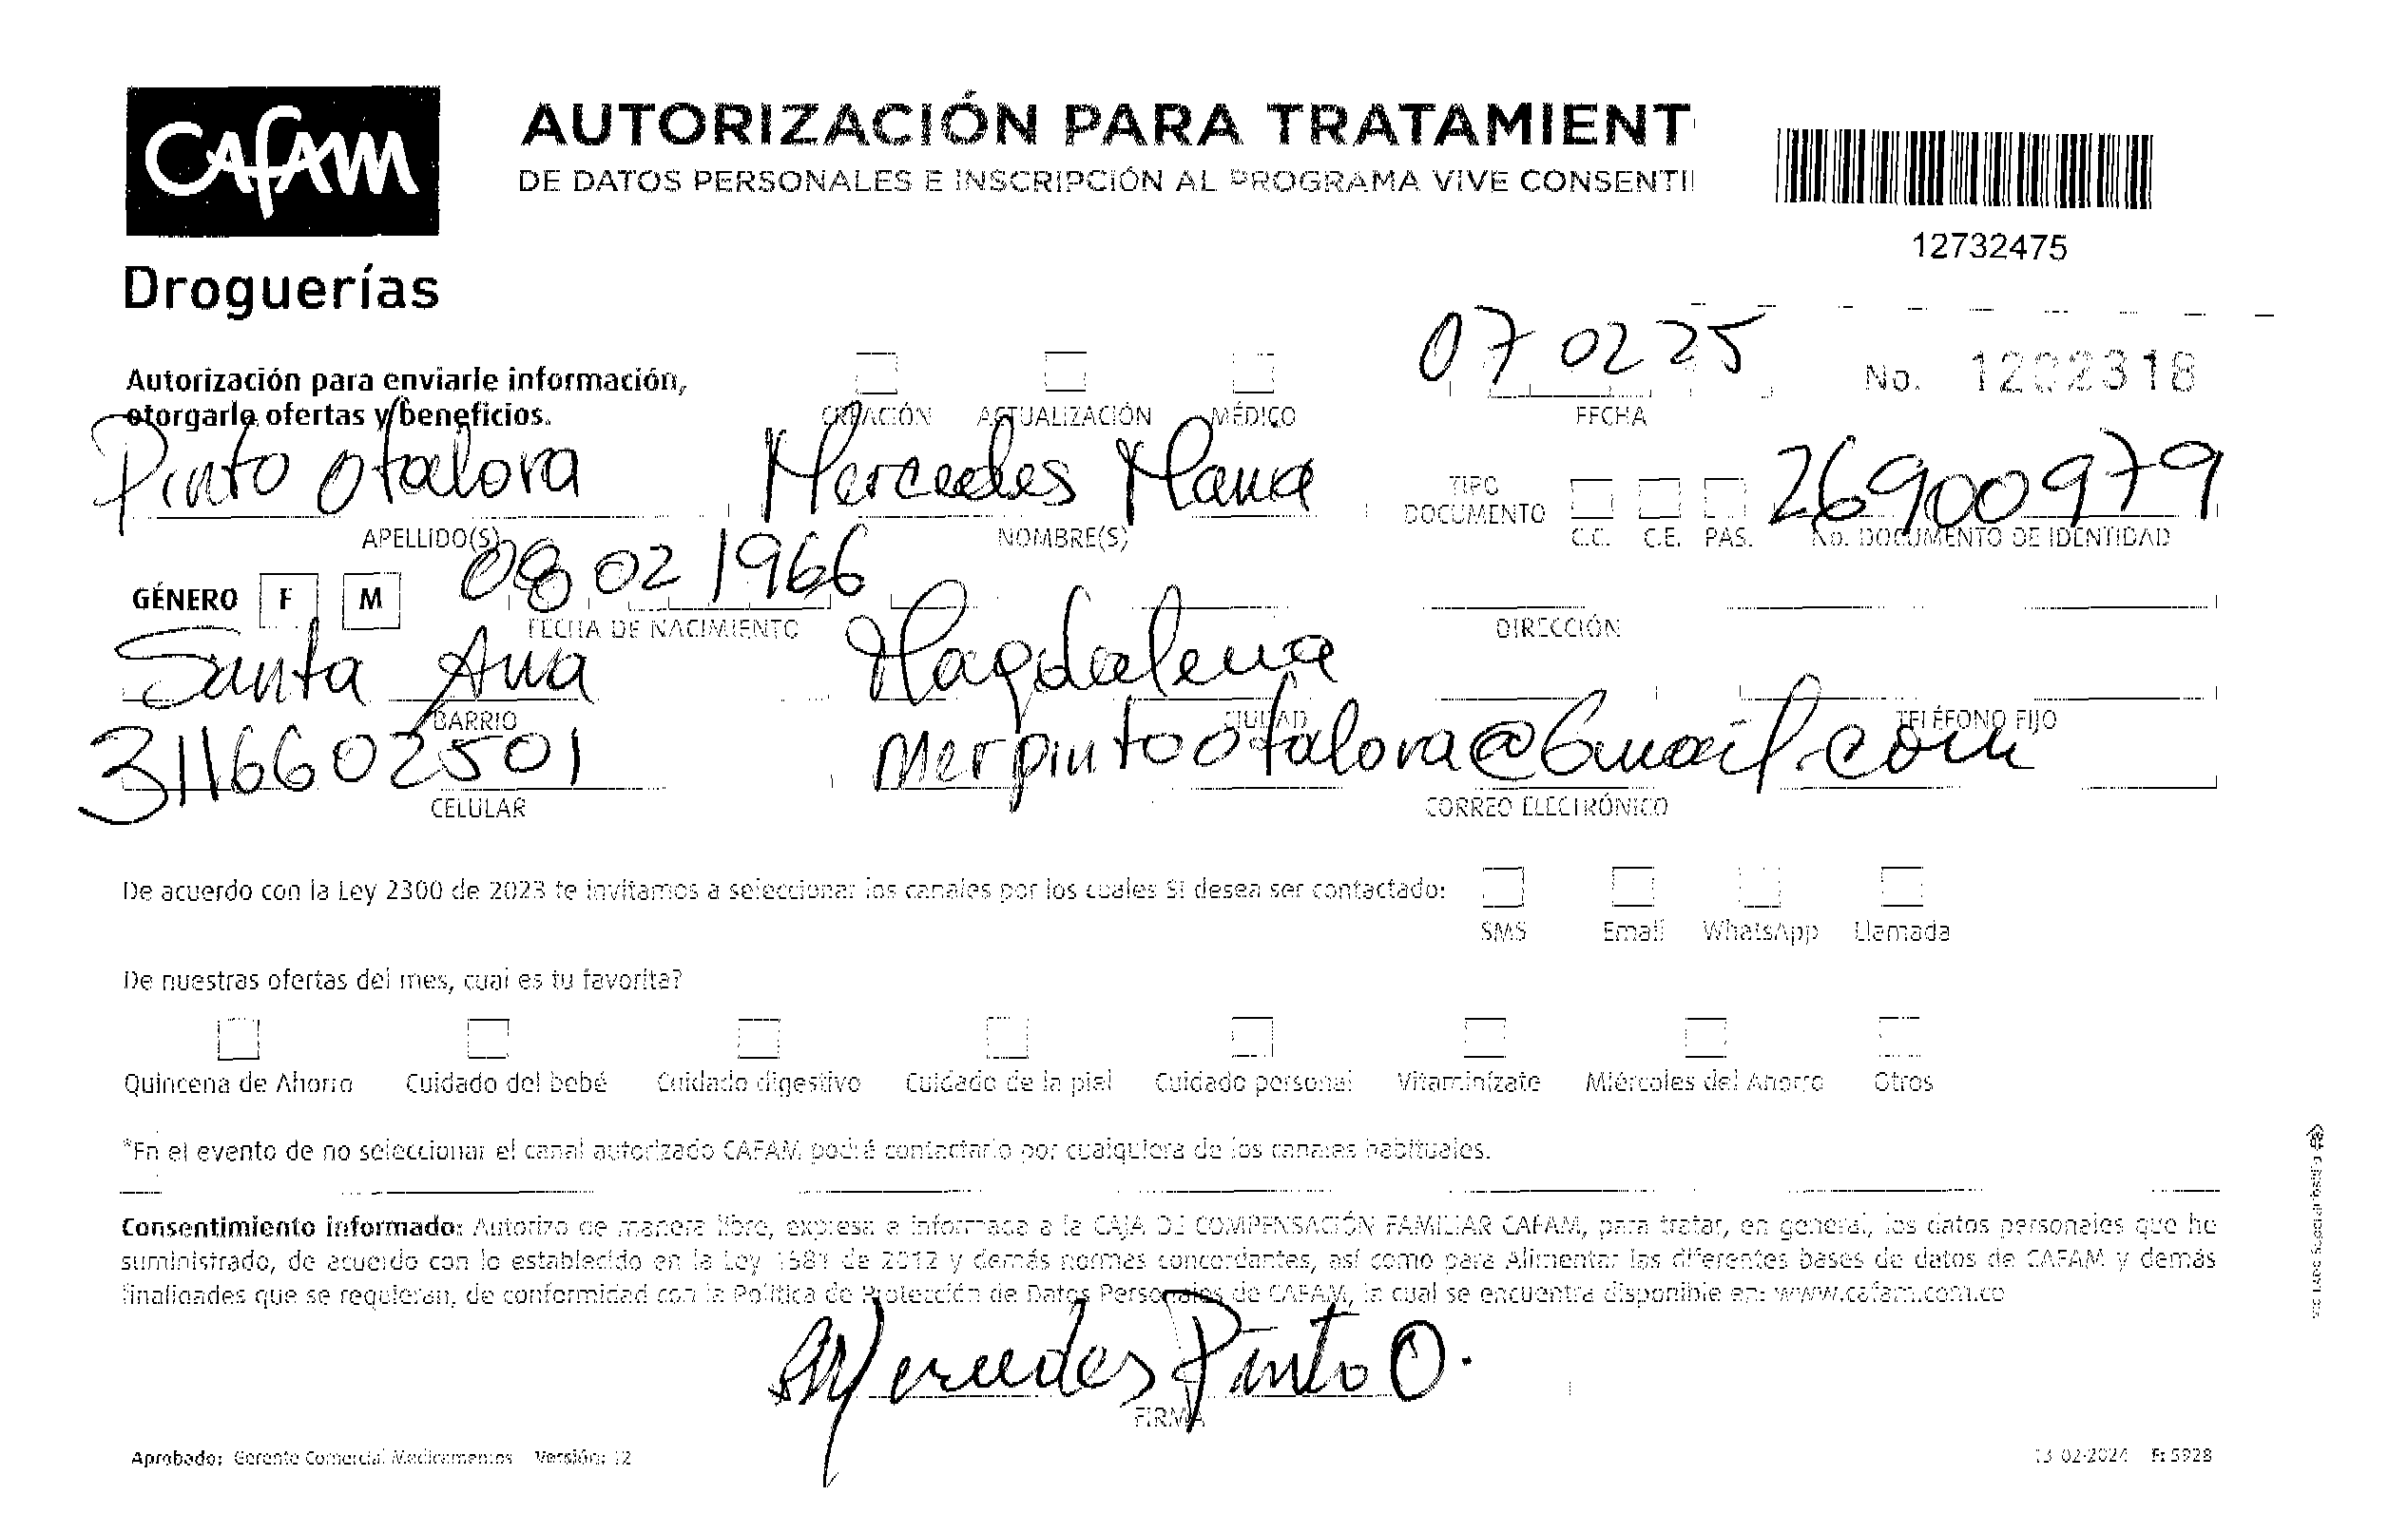 CAFAM
Droguerías
AUTORIZACIÓN PARA TRATAMIENT
DE DATOS PERSONALES E INSCRIPCIÓN AL PROGRAMA VIVE CONSENTI
12732475
Autorización para enviarle información,
otorgarle ofertas y beneficios.
CREACIÓN ACTUALIZACIÓN MÉDICO
07 02 25
FECHA
No. 1202318
Pinto Otalora Mercedes Maria 26900979
APELLIDO(S) NOMBRE(S) TIPO DOCUMENTO C.C. C.E. PAS. No. DOCUMENTO DE IDENTIDAD
GÉNERO F M 08 02 1966
FECHA DE NACIMIENTO DIRECCIÓN
Santa Ana Magdalena
BARRIO CIUDAD TELÉFONO FIJO
3116602501 merpintootalora@Gmail.com
CELULAR CORREO ELECTRÓNICO
De acuerdo con la Ley 2300 de 2023 te invitamos a seleccionar los canales por los cuales SI desea ser contactado:
SMS Email WhatsApp Llamada
De nuestras ofertas del mes, cual es tu favorita?
Quincena de Ahorro Cuidado del bebé Cuidado digestivo Cuidado de la piel Cuidado personal Vitaminízate Miércoles del Ahorro Otros
*En el evento de no seleccionar el canal autorizado CAFAM podrá contactarlo por cualquiera de los canales habituales.
Consentimiento informado: Autorizo de manera libre, expresa e informada a la CAJA DE COMPENSACIÓN FAMILIAR CAFAM, para tratar, en general, los datos personales que he
suministrado, de acuerdo con lo establecido en la Ley 1581 de 2012 y demás normas concordantes, así como para Alimentar las diferentes bases de datos de CAFAM y demás
finalidades que se requieran, de conformidad con la Política de Protección de Datos Personales de CAFAM, la cual se encuentra disponible en: www.cafam.com.co
Mercedes Pinto O.
FIRMA
Aprobado: Gerente Comercial Medicamentos Versión: 12
13-02-2024 F: 5928